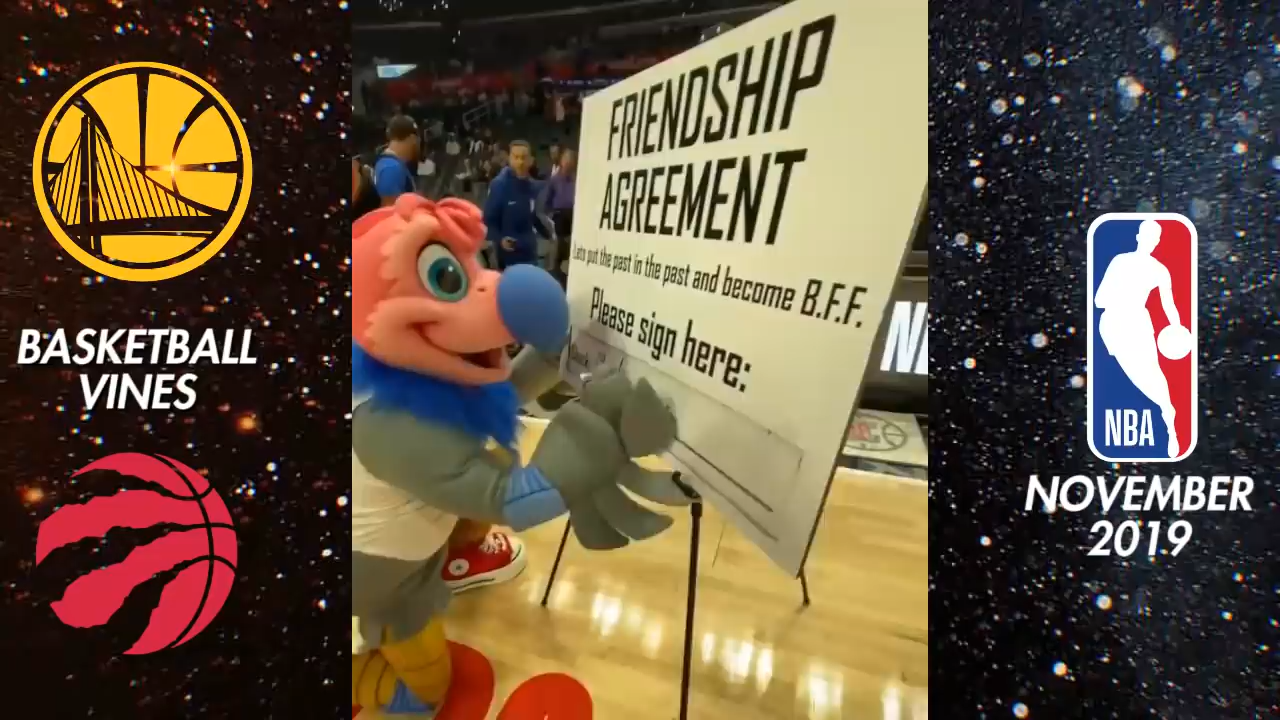 BASKETBALL
VINES
FRIENDSHIP
AGREEMENT
Lets put the past in the past and become B.F.F.
Please sign here:
NBA
NOVEMBER
2019